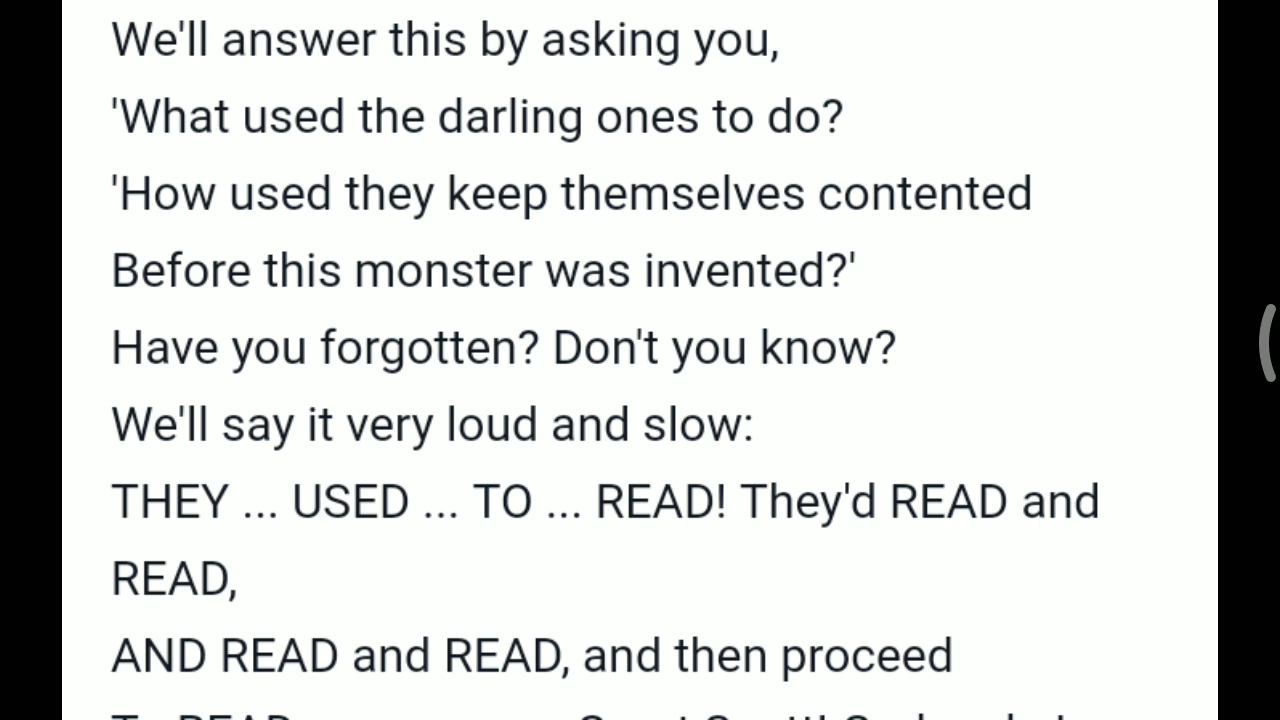 We'll answer this by asking you,
'What used the darling ones to do?
'How used they keep themselves contented
Before this monster was invented?'
Have you forgotten? Don't you know?
We'll say it very loud and slow:
THEY ... USED ... TO ... READ! They'd READ and
READ,
AND READ and READ, and then proceed